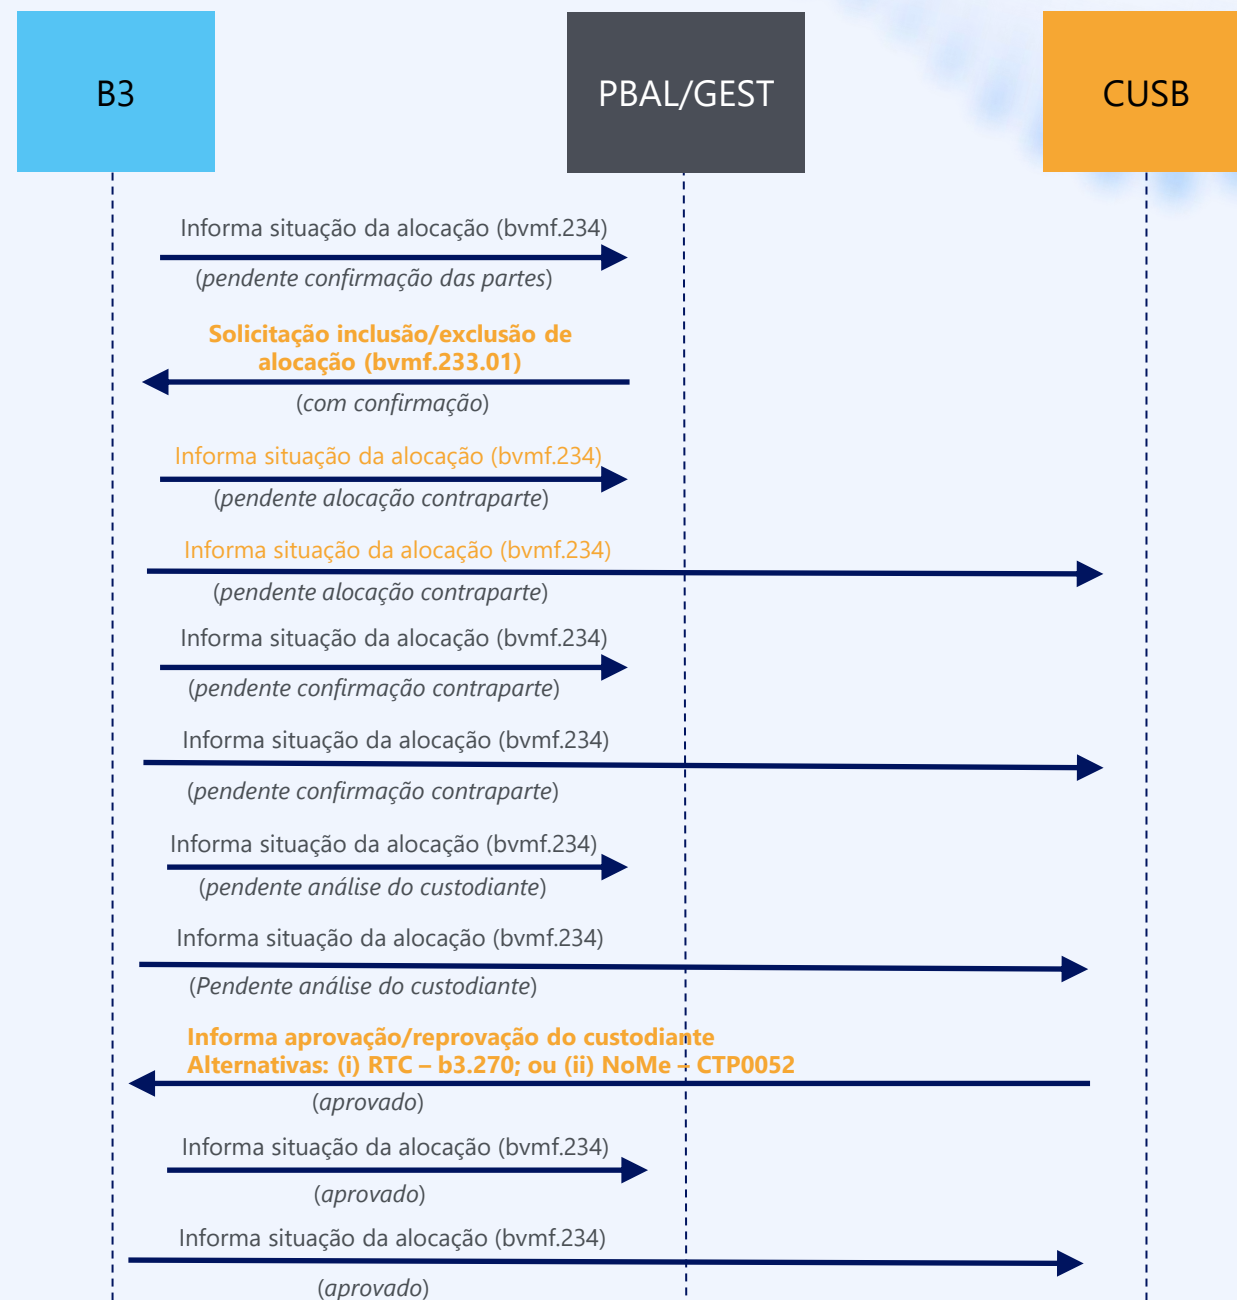 B3
PBAL/GEST
CUSB
Informa situação da alocação (bvmf.234)
(pendente confirmação das partes)
Solicitação inclusão/exclusão de
alocação (bvmf.233.01)
(com confirmação)
Informa situação da alocação (bvmf.234)
(pendente alocação contraparte)
Informa situação da alocação (bvmf.234)
(pendente alocação contraparte)
Informa situação da alocação (bvmf.234)
(pendente confirmação contraparte)
Informa situação da alocação (bvmf.234)
(pendente confirmação contraparte)
Informa situação da alocação (bvmf.234)
(pendente análise do custodiante)
Informa situação da alocação (bvmf.234)
(Pendente análise do custodiante)
Informa aprovação/reprovação do custodiante
Alternativas: (i) RTC – b3.270; ou (ii) NoMe – CTP0052
(aprovado)
Informa situação da alocação (bvmf.234)
(aprovado)
Informa situação da alocação (bvmf.234)
(aprovado)